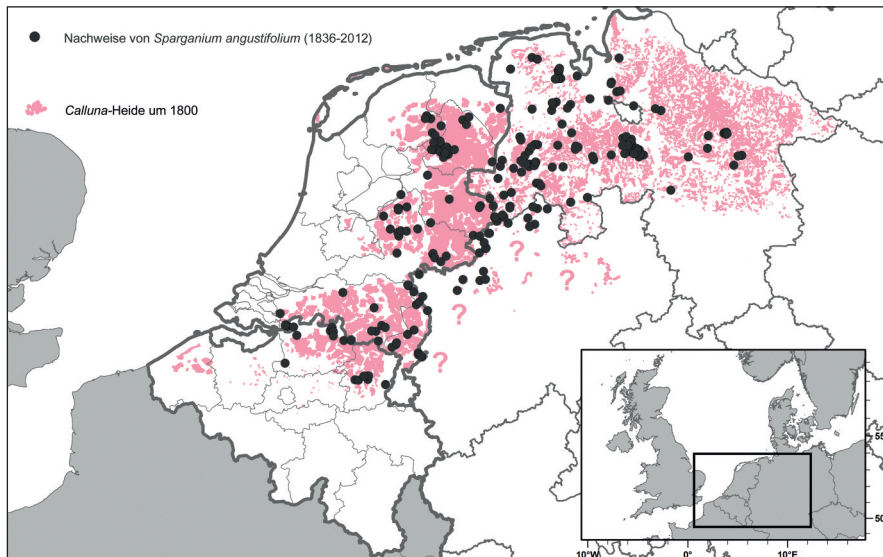 Nachweise von Sparganium angustifolium (1836-2012)
Calluna-Heide um 1800
?
?
?
?
55
50
10°W
0°
10°E